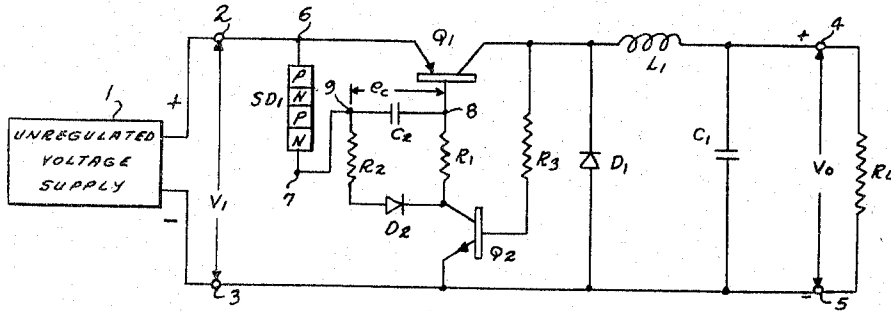 2
6
Q1
4
+
L1
1
+
P
N
P
N
SD1
9
ec
8
C2
UNREGULATED
VOLTAGE
SUPPLY
V1
R2
R1
R3
D1
C1
V0
RL
7
D2
Q2
-
3
-
5